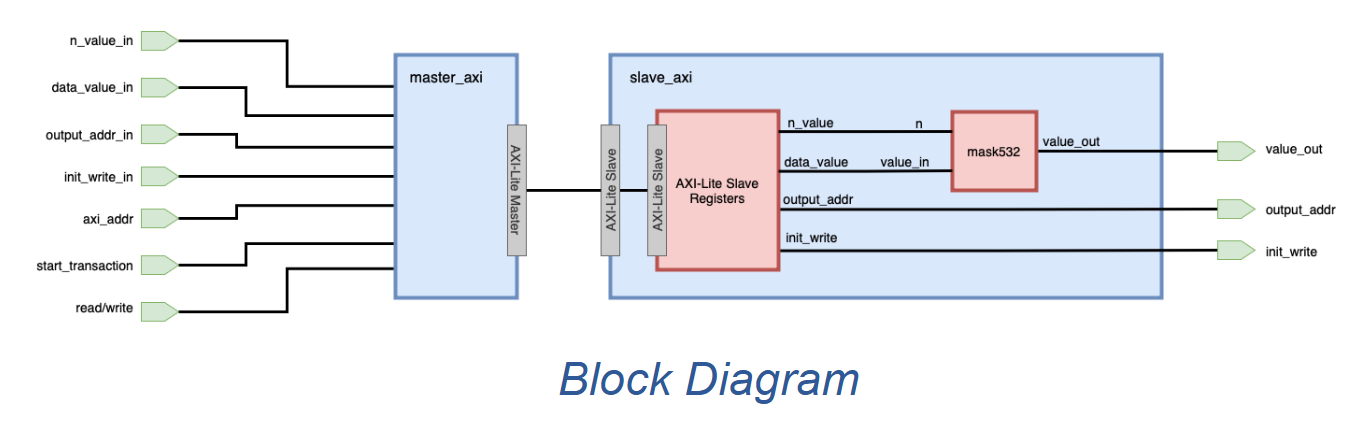 n_value_in
data_value_in
output_addr_in
init_write_in
axi_addr
start_transaction
read/write
master_axi
AXI-Lite Master
slave_axi
AXI-Lite Slave
AXI-Lite Slave
AXI-Lite Slave
Registers
n_value
data_value
output_addr
init_write
n
value_in
mask532
value_out
value_out
output_addr
init_write
Block Diagram